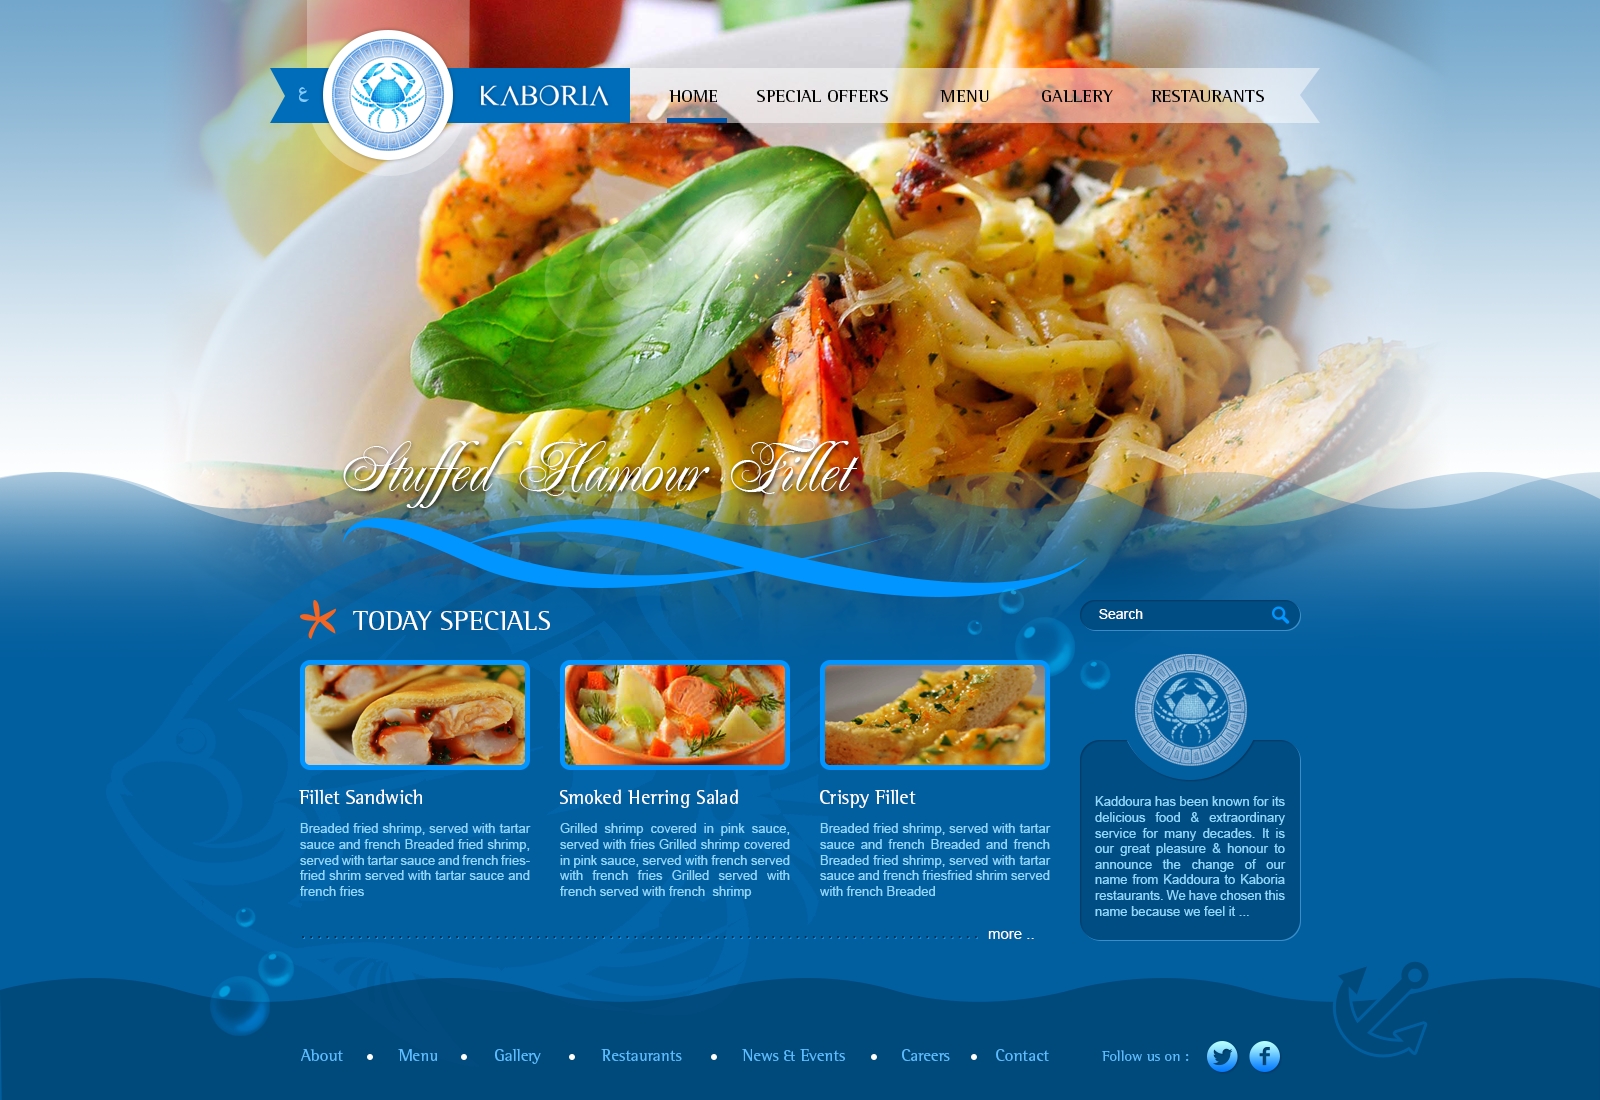 ع
KABORIA
HOME
SPECIAL OFFERS
MENU
GALLERY
RESTAURANTS
Stuffed Hamour Fillet
TODAY SPECIALS
Search
Fillet Sandwich
Breaded fried shrimp, served with tartar
sauce and french Breaded fried shrimp,
served with tartar sauce and french fries-
fried shrim served with tartar sauce and
french fries
Smoked Herring Salad
Grilled shrimp covered in pink sauce,
served with fries Grilled shrimp covered
in pink sauce, served with french served
with french fries Grilled served with
french served with french shrimp
Crispy Fillet
Breaded fried shrimp, served with tartar
sauce and french Breaded and french
Breaded fried shrimp, served with tartar
sauce and french friesfried shrim served
with french Breaded
Kaddoura has been known for its
delicious food & extraordinary
service for many decades. It is
our great pleasure & honour to
announce the change of our
name from Kaddoura to Kaboria
restaurants. We have chosen this
name because we feel it ...
more ..
About
Menu
Gallery
Restaurants
News & Events
Careers
Contact
Follow us on :